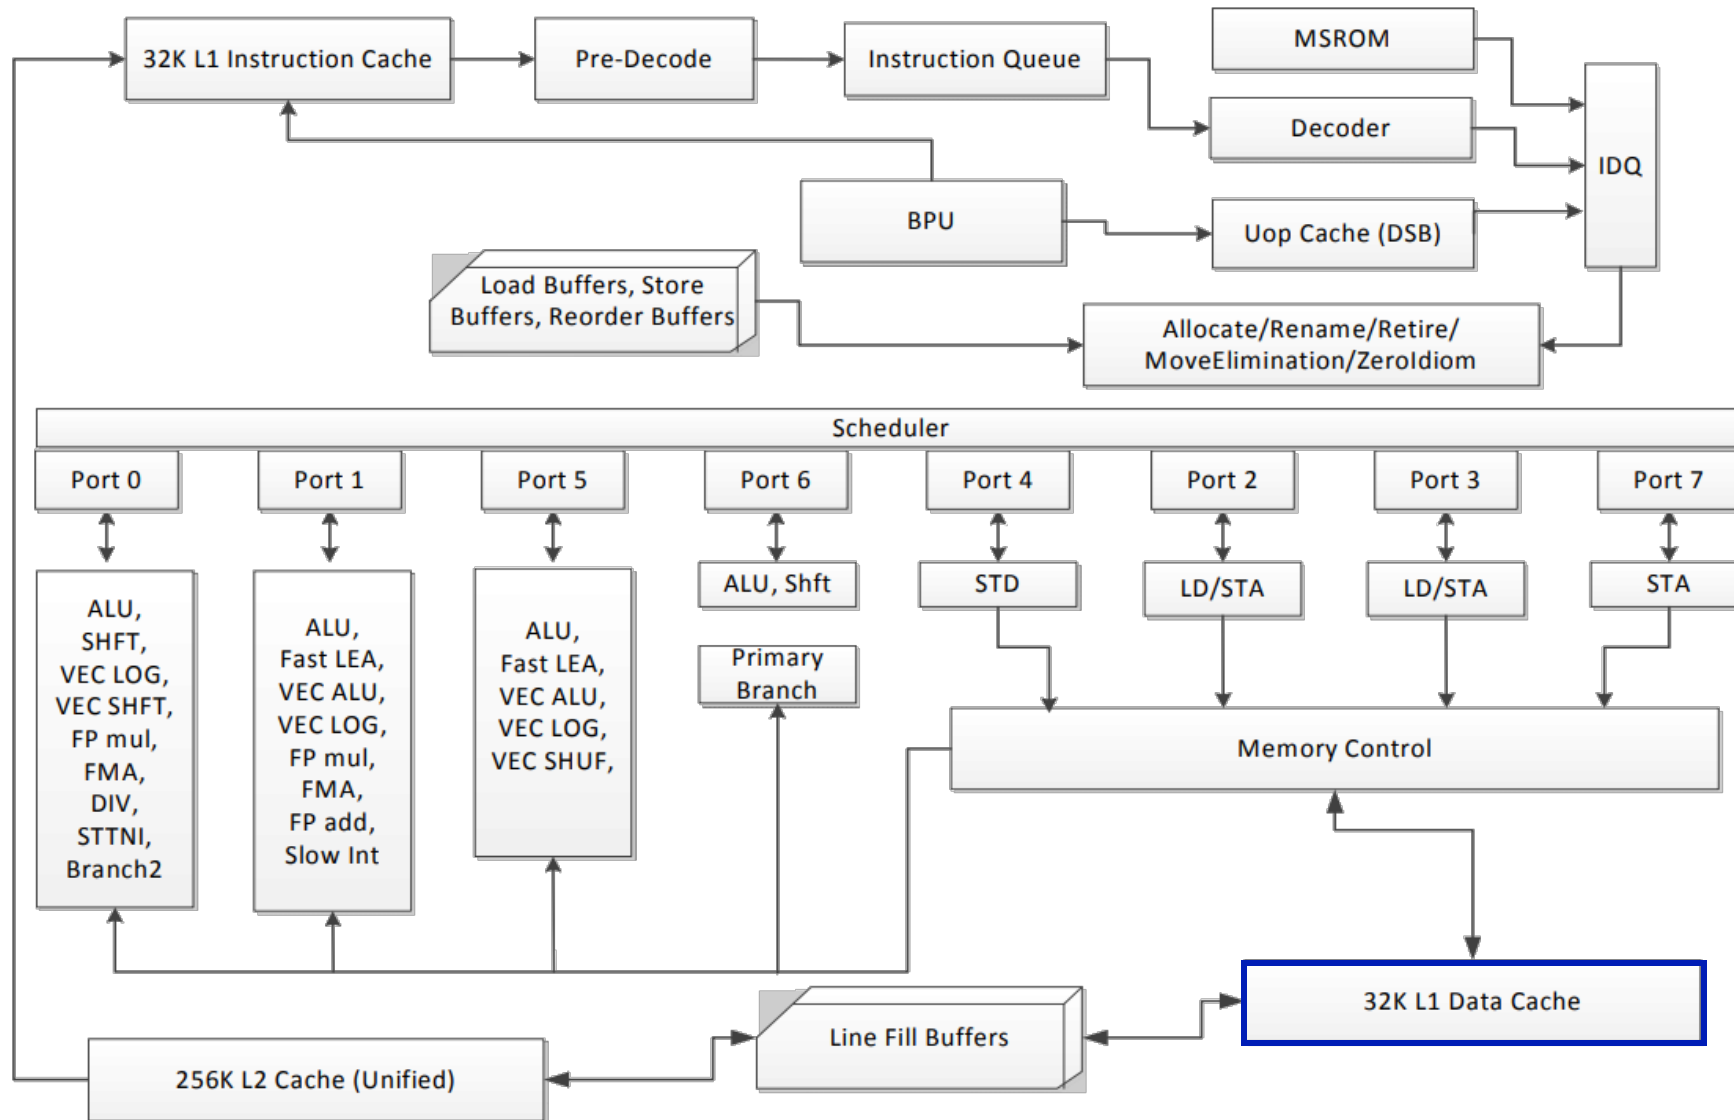 32K L1 Instruction Cache
Pre-Decode
Instruction Queue
MSROM
Decoder
IDQ
BPU
Uop Cache (DSB)
Load Buffers, Store
Buffers, Reorder Buffers
Allocate/Rename/Retire/
MoveElimination/ZeroIdiom
Scheduler
Port 0
Port 1
Port 5
Port 6
Port 4
Port 2
Port 3
Port 7
ALU,
SHFT,
VEC LOG,
VEC SHFT,
FP mul,
FMA,
DIV,
STTNI,
Branch2
ALU,
Fast LEA,
VEC ALU,
VEC LOG,
FP mul,
FMA,
FP add,
Slow Int
ALU,
Fast LEA,
VEC ALU,
VEC LOG,
VEC SHUF,
ALU, Shft
Primary
Branch
STD
LD/STA
LD/STA
STA
Memory Control
32K L1 Data Cache
Line Fill Buffers
256K L2 Cache (Unified)